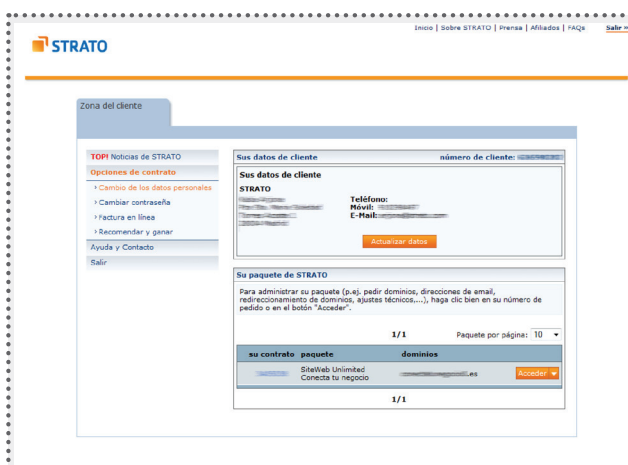 Inicio | Sobre STRATO | Prensa | Afiliados | FAQs Salir »
STRATO
Zona del cliente
TOP! Noticias de STRATO
Opciones de contrato
› Cambio de los datos personales
› Cambiar contraseña
› Factura en línea
› Recomendar y ganar
Ayuda y Contacto
Salir
Sus datos de cliente número de cliente:
Sus datos de cliente
STRATO
Teléfono:
Móvil:
E-Mail:
Actualizar datos
Su paquete de STRATO
Para administrar su paquete (p.ej. pedir dominios, direcciones de email,
redireccionamiento de dominios, ajustes técnicos,...), haga clic bien en su número de
pedido o en el botón "Acceder".
1/1 Paquete por página: 10
su contrato paquete dominios
SiteWeb Unlimited
Conecta tu negocio .es Acceder
1/1